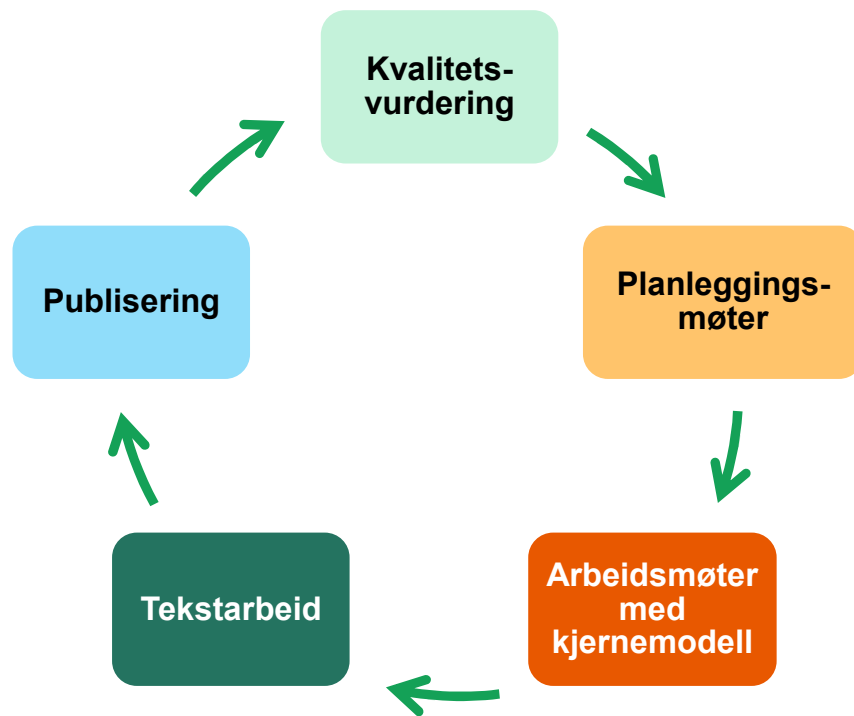 Kvalitets-
vurdering
Planleggings-
møter
Arbeidsmøter
med
kjernemodell
Tekstarbeid
Publisering